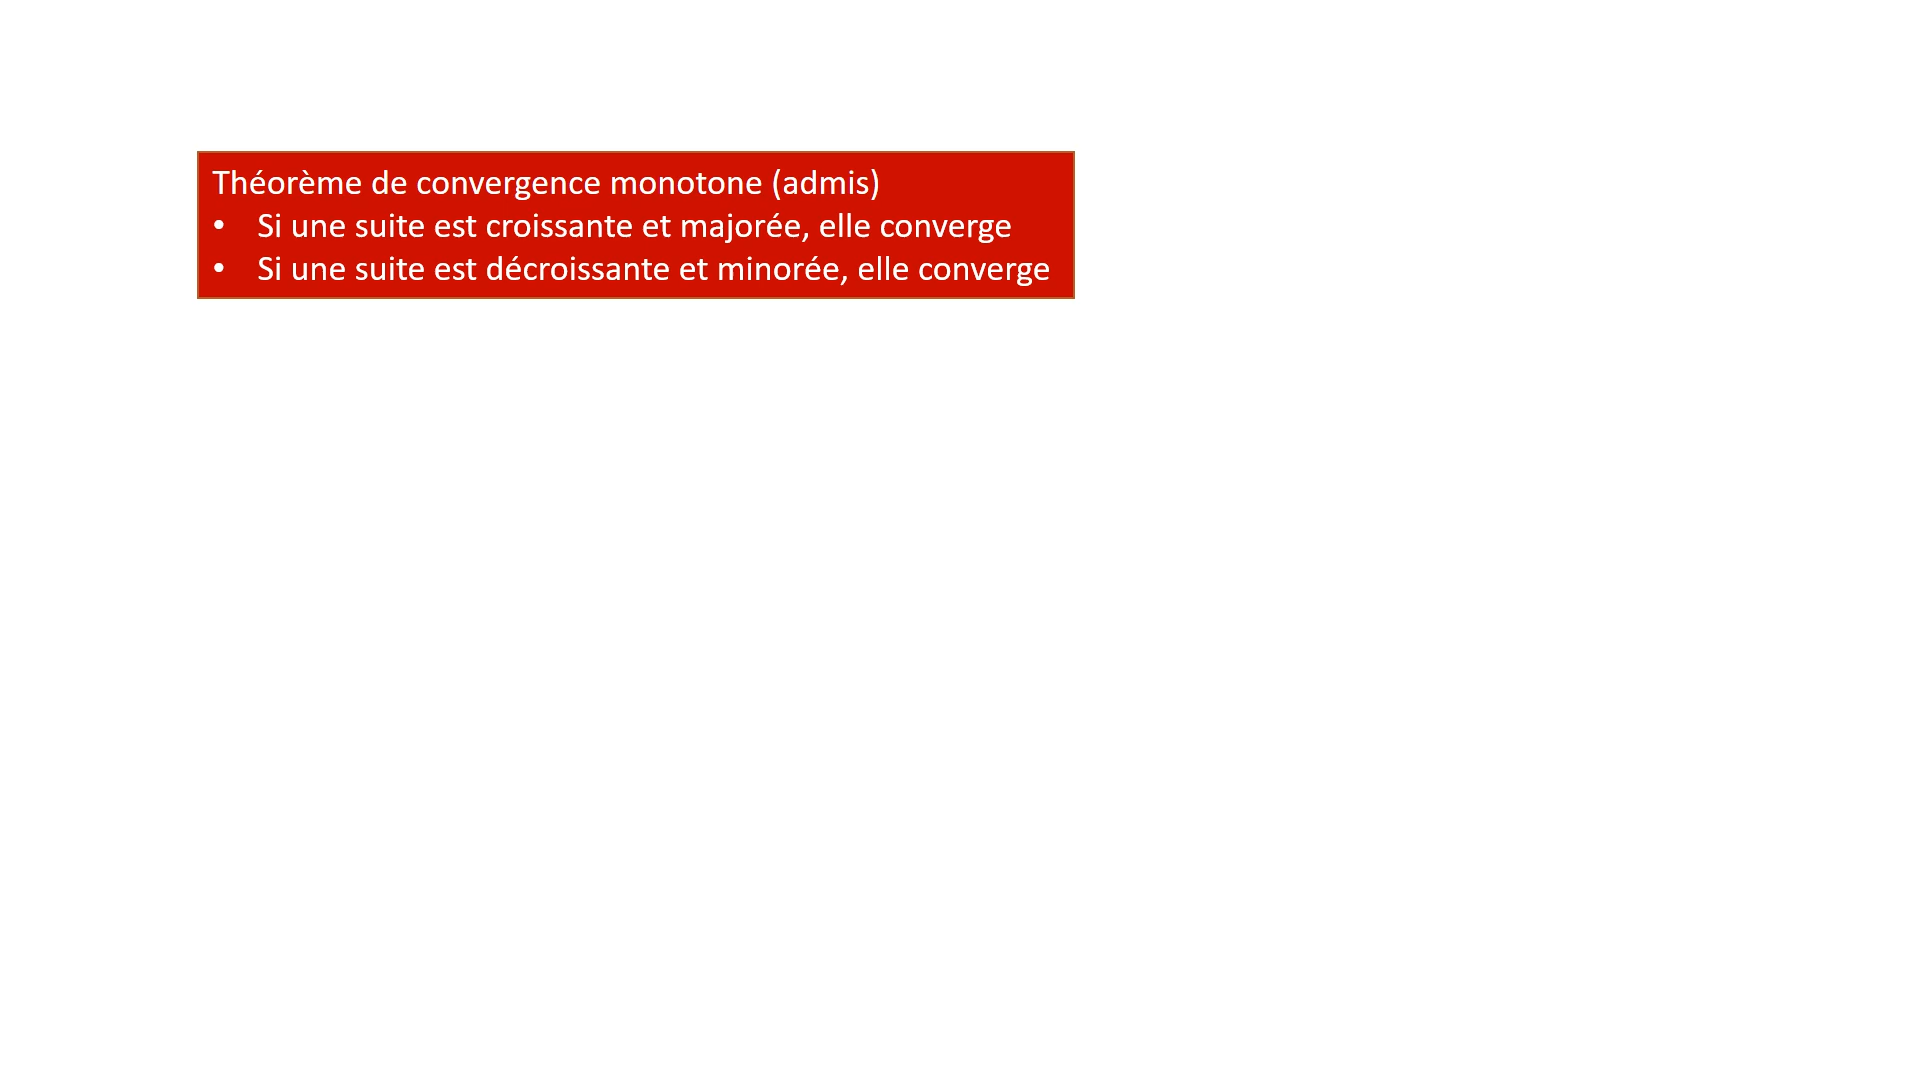 Théorème de convergence monotone (admis)
• Si une suite est croissante et majorée, elle converge
• Si une suite est décroissante et minorée, elle converge